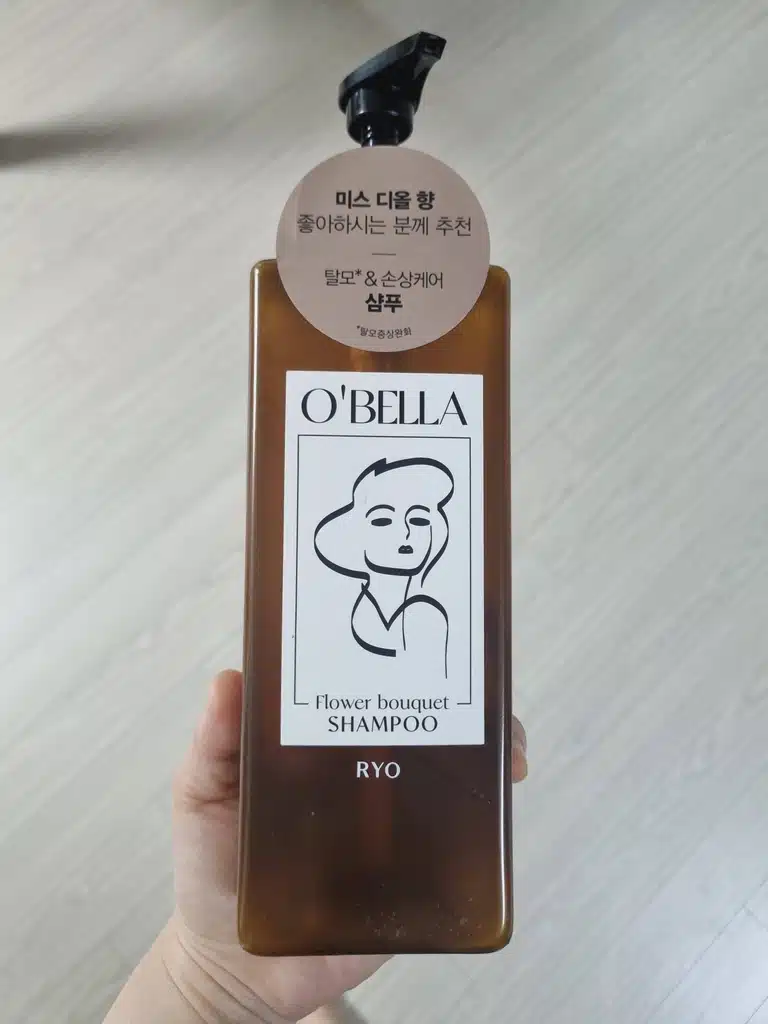 미스 디올 향
좋아하시는 분께 추천
탈모* & 손상케어
샴푸
*탈모증상완화
O'BELLA
Flower bouquet
SHAMPOO
RYO